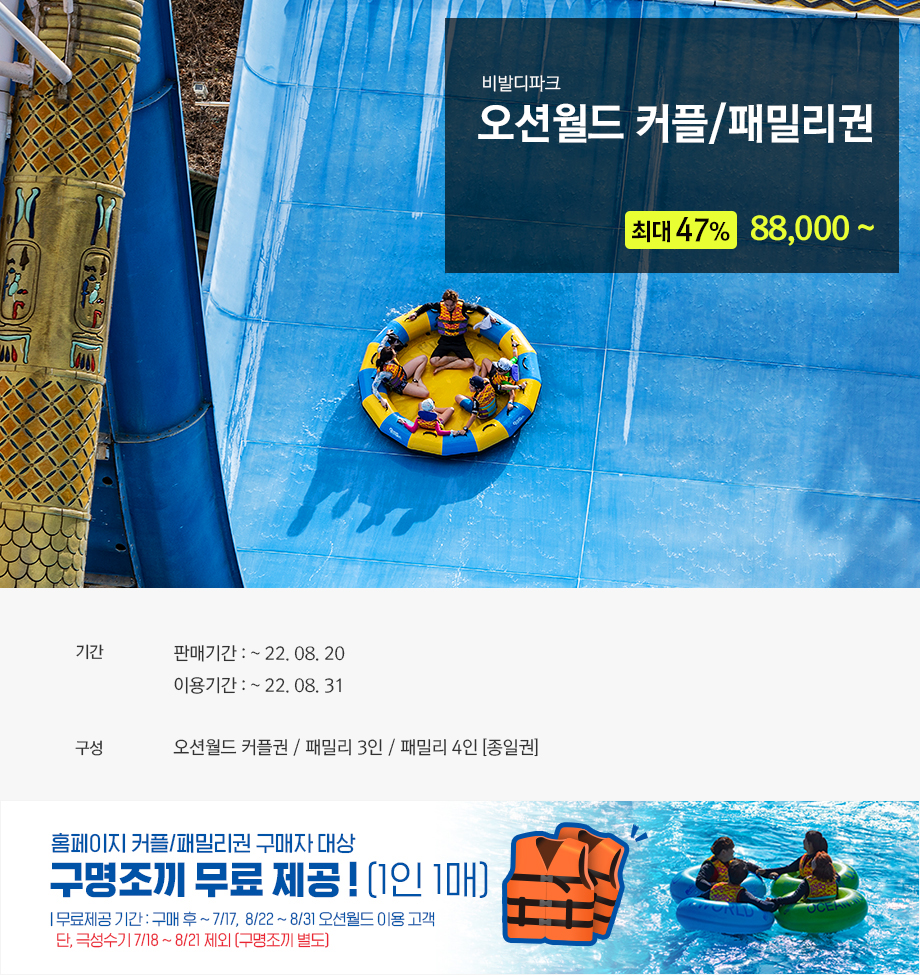 비발디파크
오션월드 커플/패밀리권
최대 47% 88,000 ~
기간
판매기간 : ~ 22. 08. 20
이용기간 : ~ 22. 08. 31
구성
오션월드 커플권 / 패밀리 3인 / 패밀리 4인 [종일권]
홈페이지 커플/패밀리권 구매자 대상
구명조끼 무료 제공! (1인 1매)
| 무료제공 기간 : 구매 후 ~ 7/17, 8/22 ~ 8/31 오션월드 이용 고객
단, 극성수기 7/18 ~ 8/21 제외 (구명조끼 별도)
WORLD
OCE